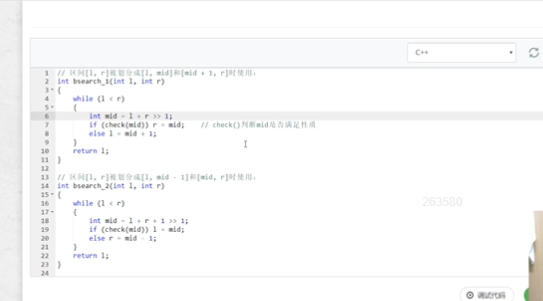 C++
1 // 区间[l, r]被划分成[l, mid]和[mid + 1, r]时使用:
2 int bsearch_1(int l, int r)
3 {
4 while (l < r)
5 {
6 int mid = l + r >> 1;
7 if (check(mid)) r = mid; // check()判断mid是否满足性质
8 else l = mid + 1;
9 }
10 return l;
11 }
12
13 // 区间[l, r]被划分成[l, mid - 1]和[mid, r]时使用:
14 int bsearch_2(int l, int r)
15 {
16 while (l < r)
17 {
18 int mid = l + r + 1 >> 1;
19 if (check(mid)) l = mid;
20 else r = mid - 1;
21 }
22 return l;
23 }
24
263580
调试代码